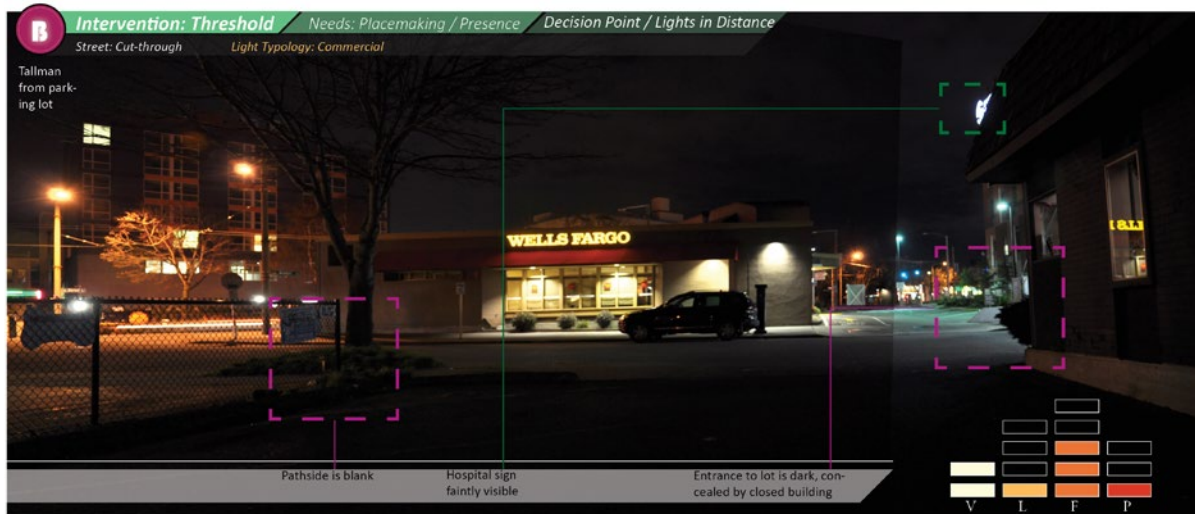 B
Intervention: Threshold
Needs: Placemaking / Presence
Decision Point / Lights in Distance
Street: Cut-through
Light Typology: Commercial
Tallman
from park-
ing lot
WELLS FARGO
Pathside is blank
Hospital sign
faintly visible
Entrance to lot is dark, con-
cealed by closed building
V L F P